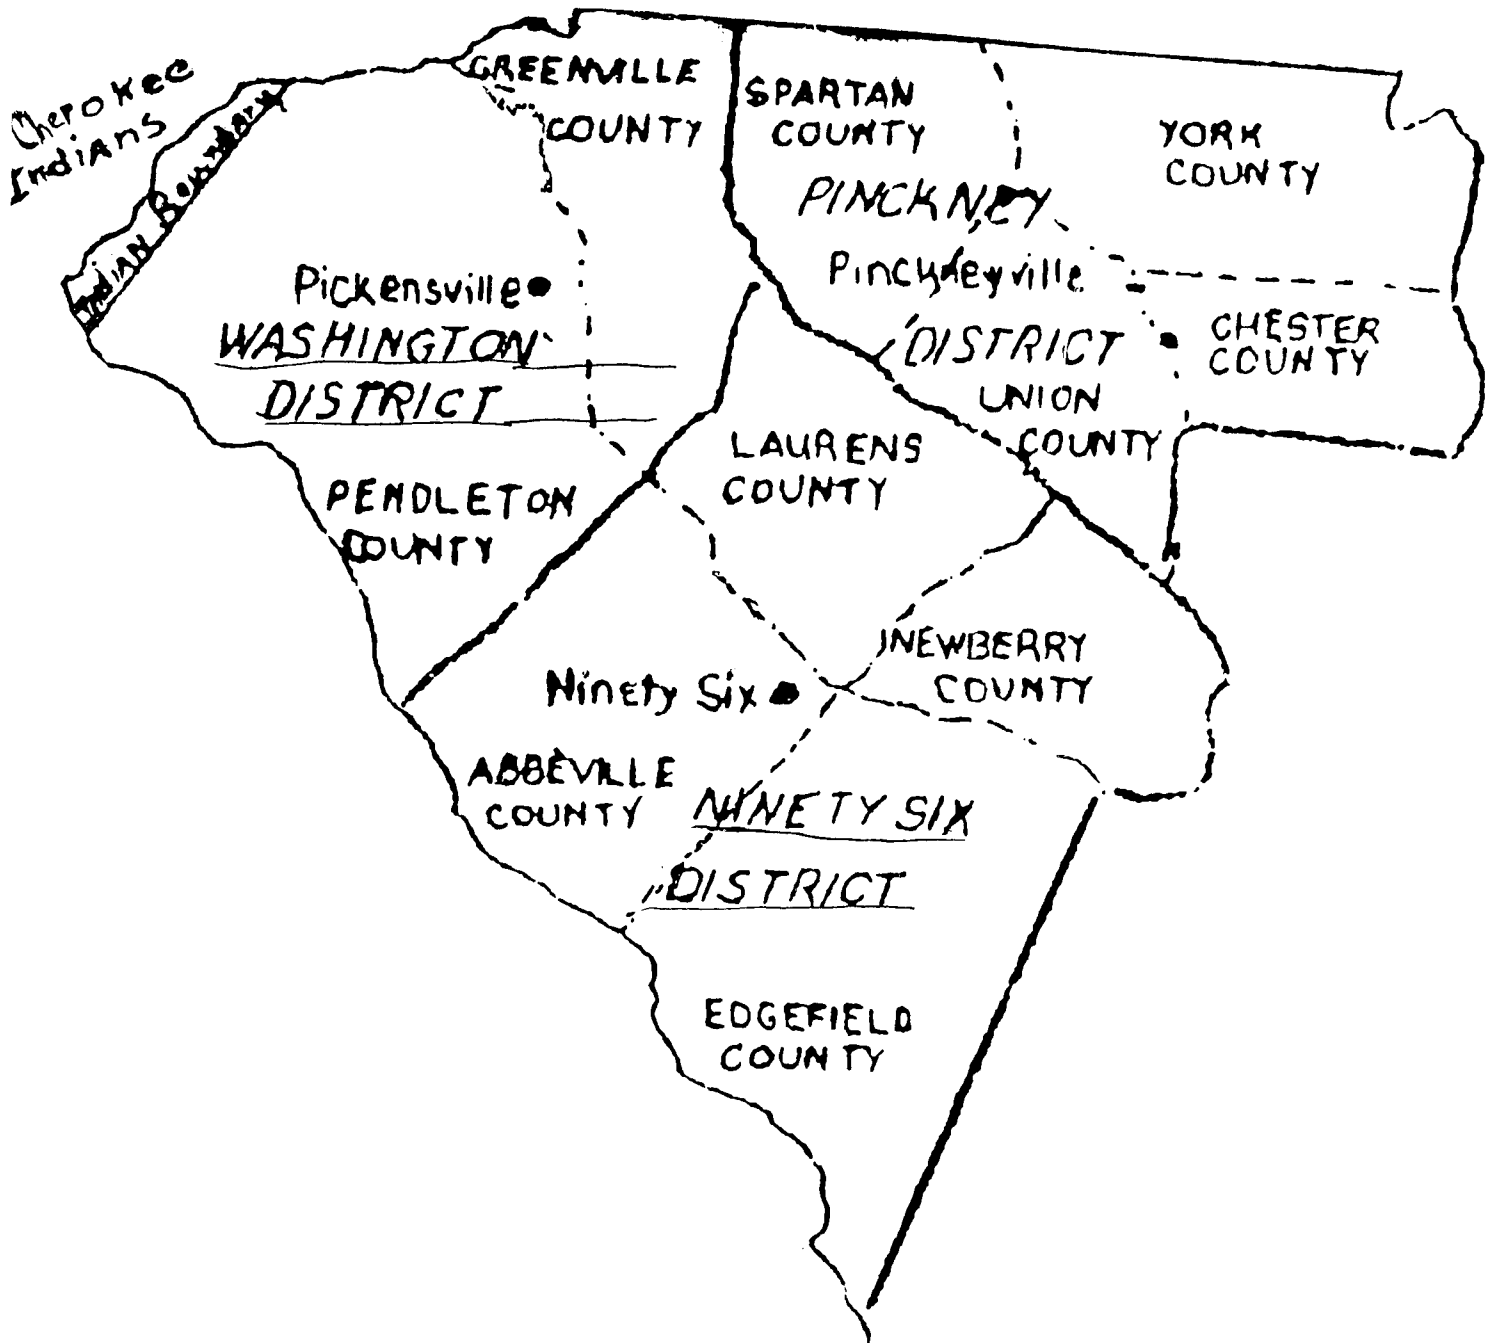 Cherokee
Indians
Indian Boundary
GREENVILLE
COUNTY
SPARTAN
COUNTY
YORK
COUNTY
PINCKNEY
Pinckneyville
DISTRICT
Pickensville
WASHINGTON
DISTRICT
CHESTER
COUNTY
UNION
COUNTY
LAURENS
COUNTY
PENDLETON
COUNTY
NEWBERRY
COUNTY
Ninety Six
ABBEVILLE
COUNTY
NINETY SIX
DISTRICT
EDGEFIELD
COUNTY